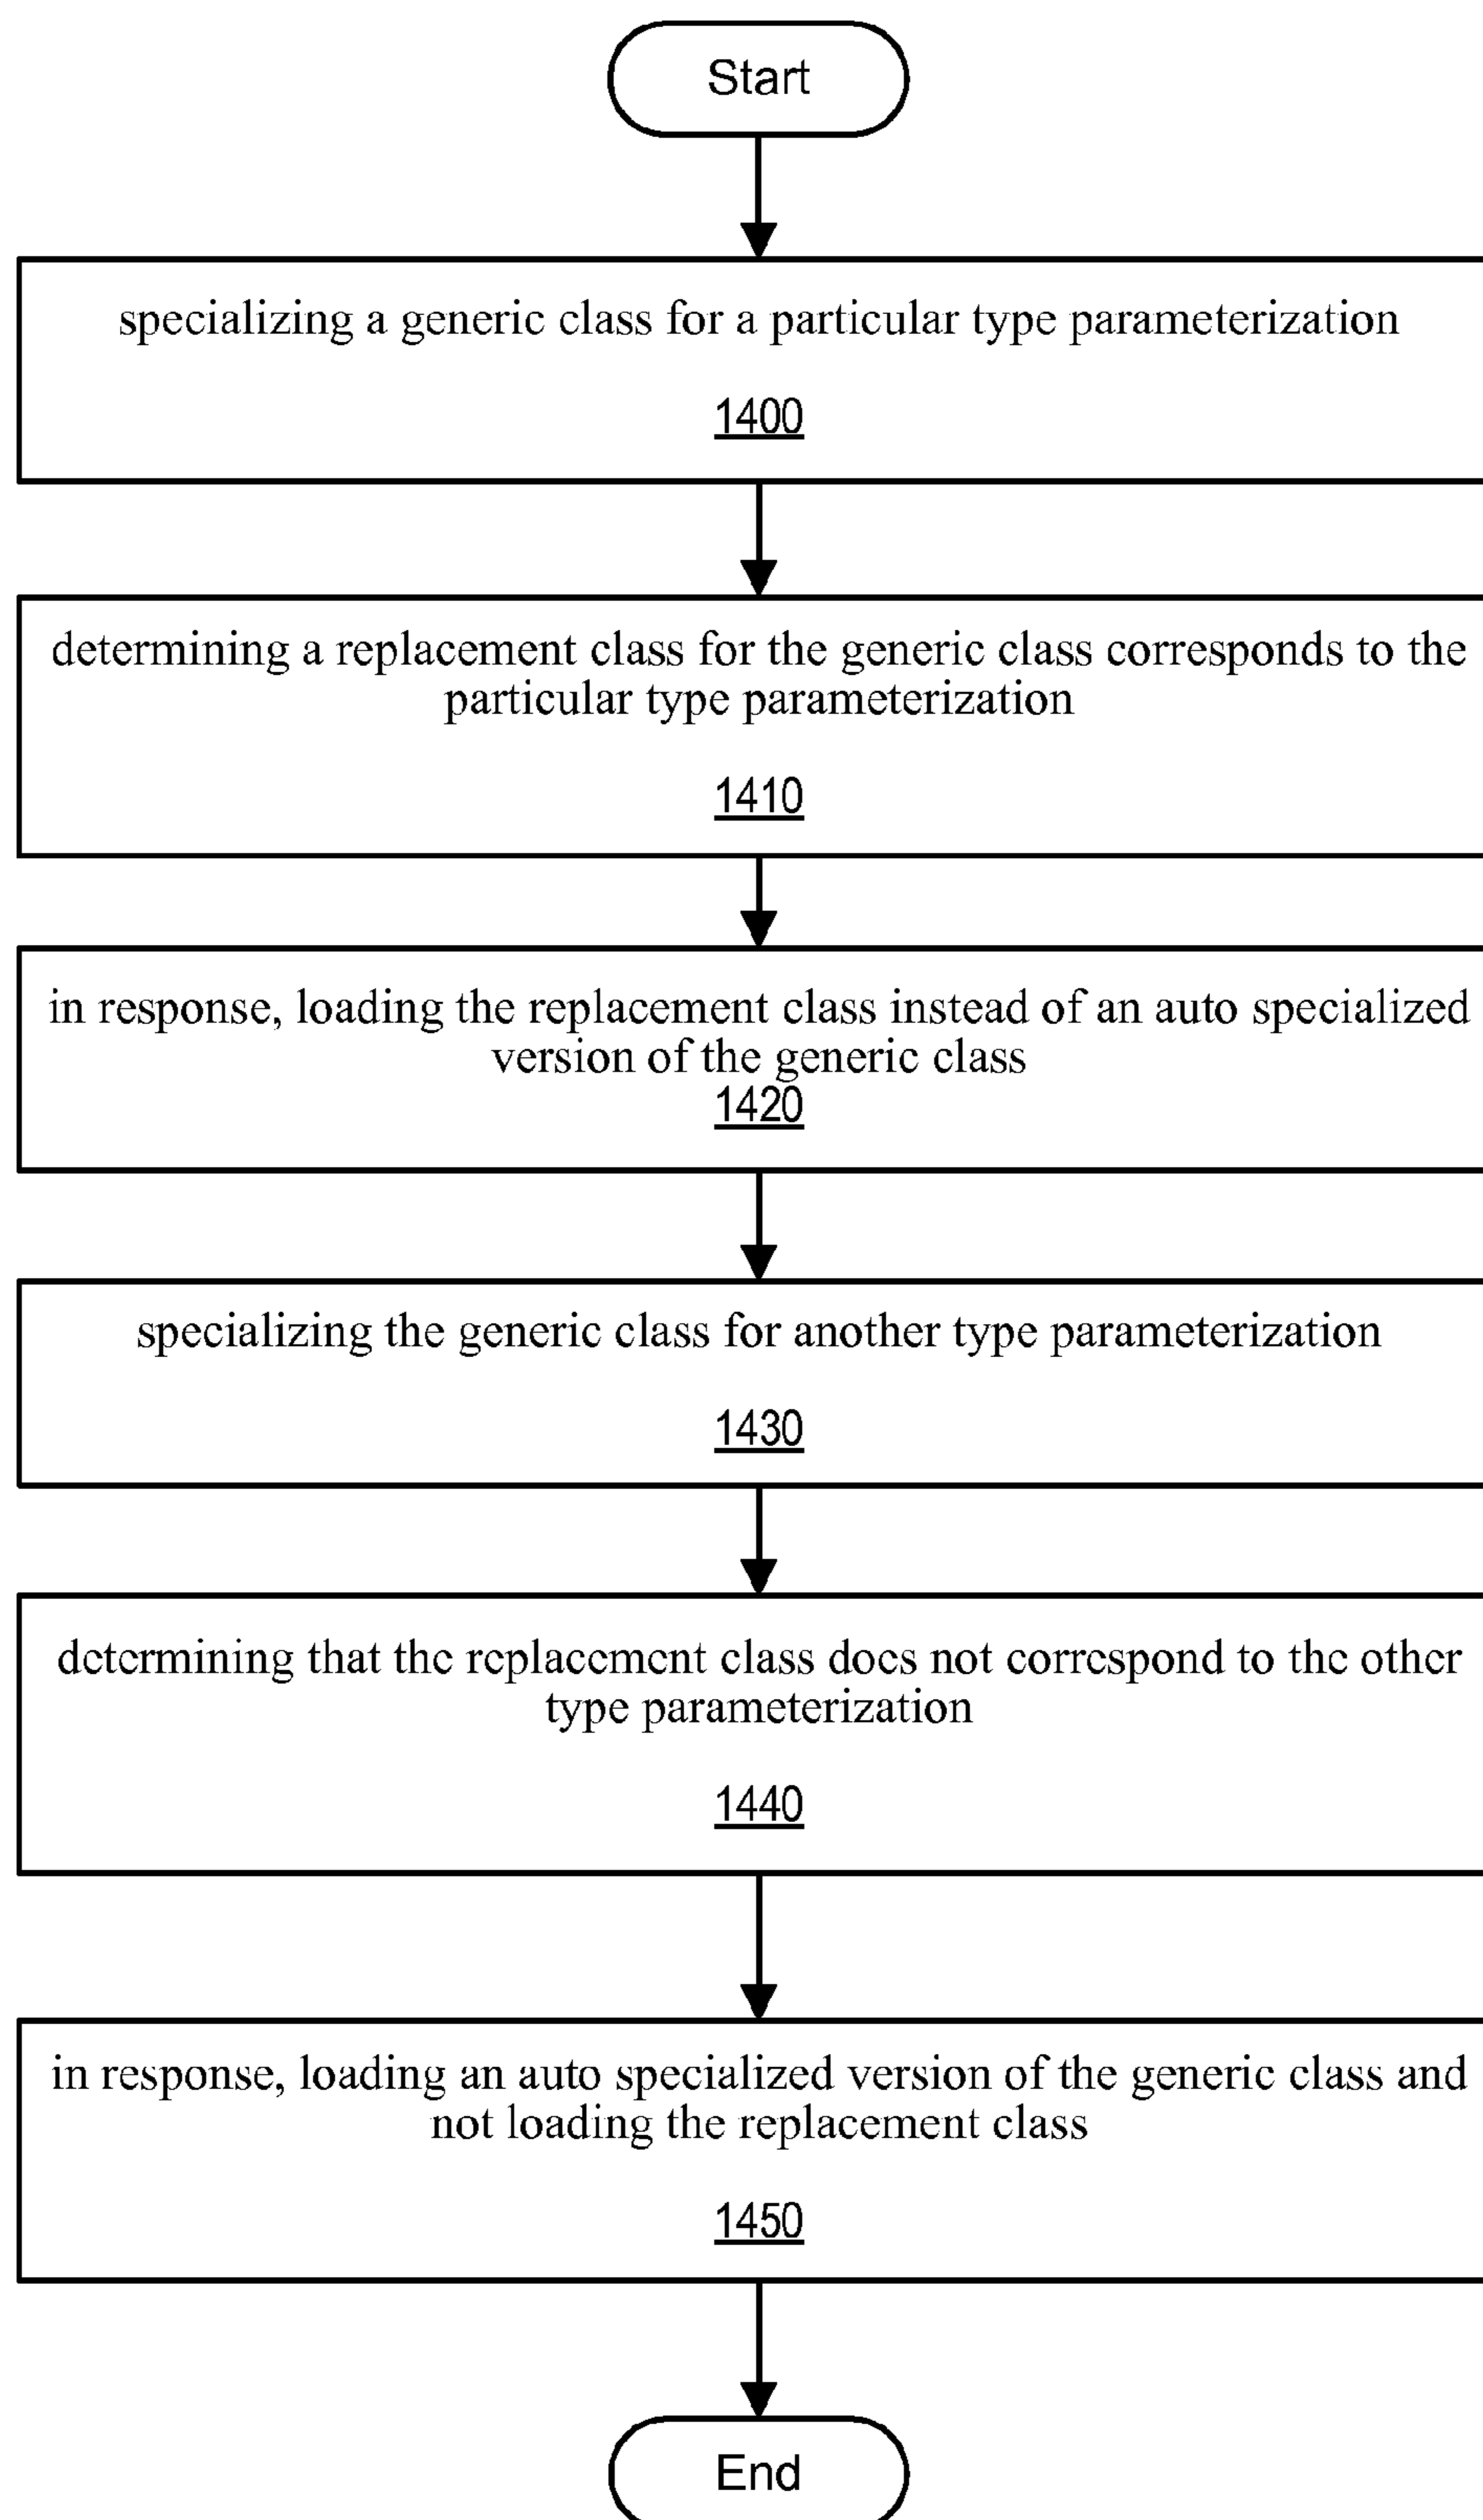 Start
specializing a generic class for a particular type parameterization
1400
determining a replacement class for the generic class corresponds to the
particular type parameterization
1410
in response, loading the replacement class instead of an auto specialized
version of the generic class
1420
specializing the generic class for another type parameterization
1430
determining that the replacement class does not correspond to the other
type parameterization
1440
in response, loading an auto specialized version of the generic class and
not loading the replacement class
1450
End